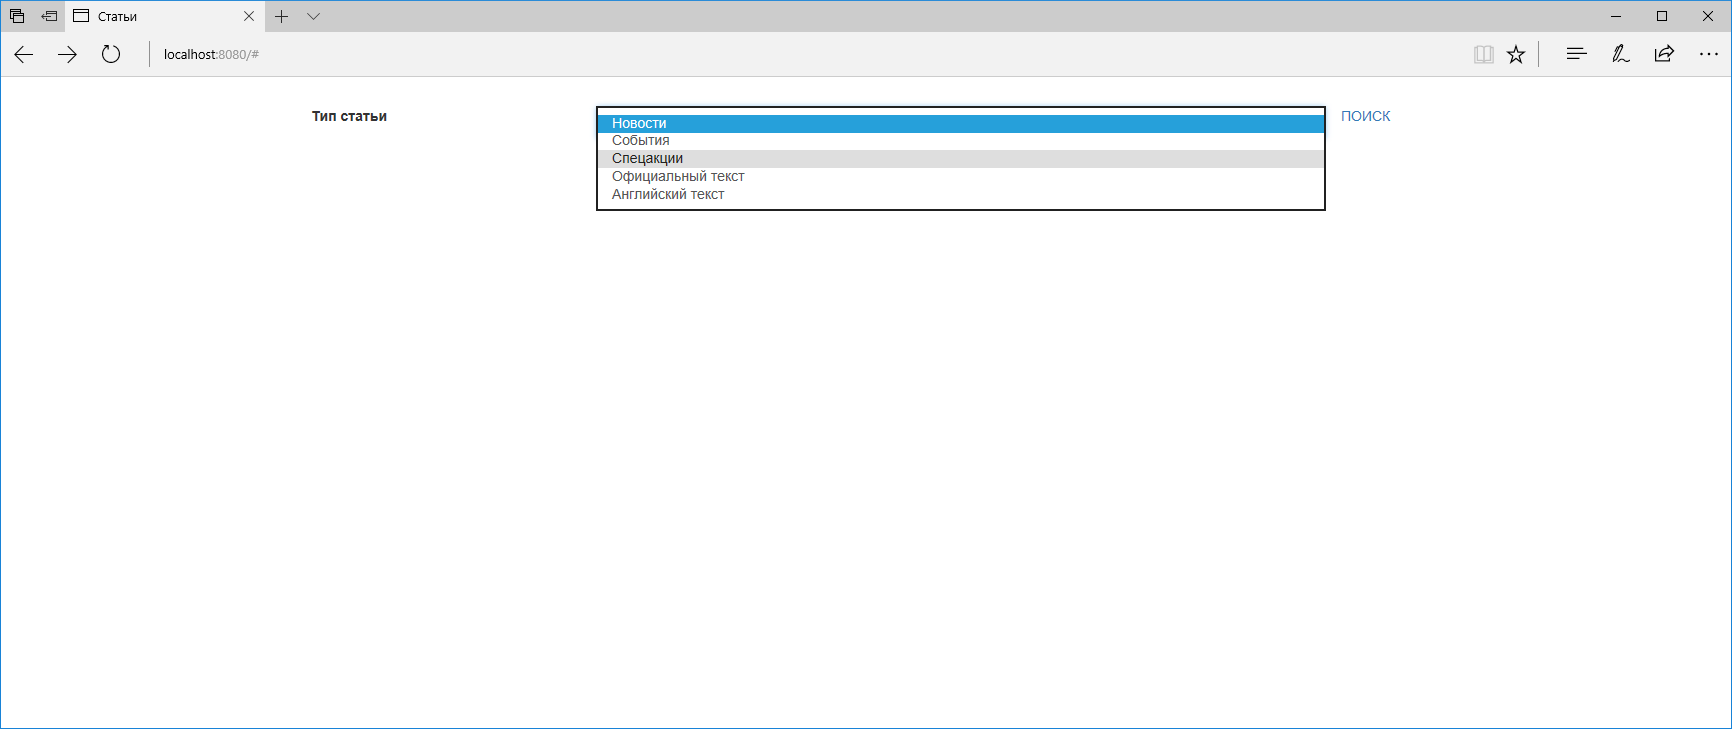 Статьи
localhost:8080/#
Тип статьи
Новости
События
Спецакции
Официальный текст
Английский текст
ПОИСК